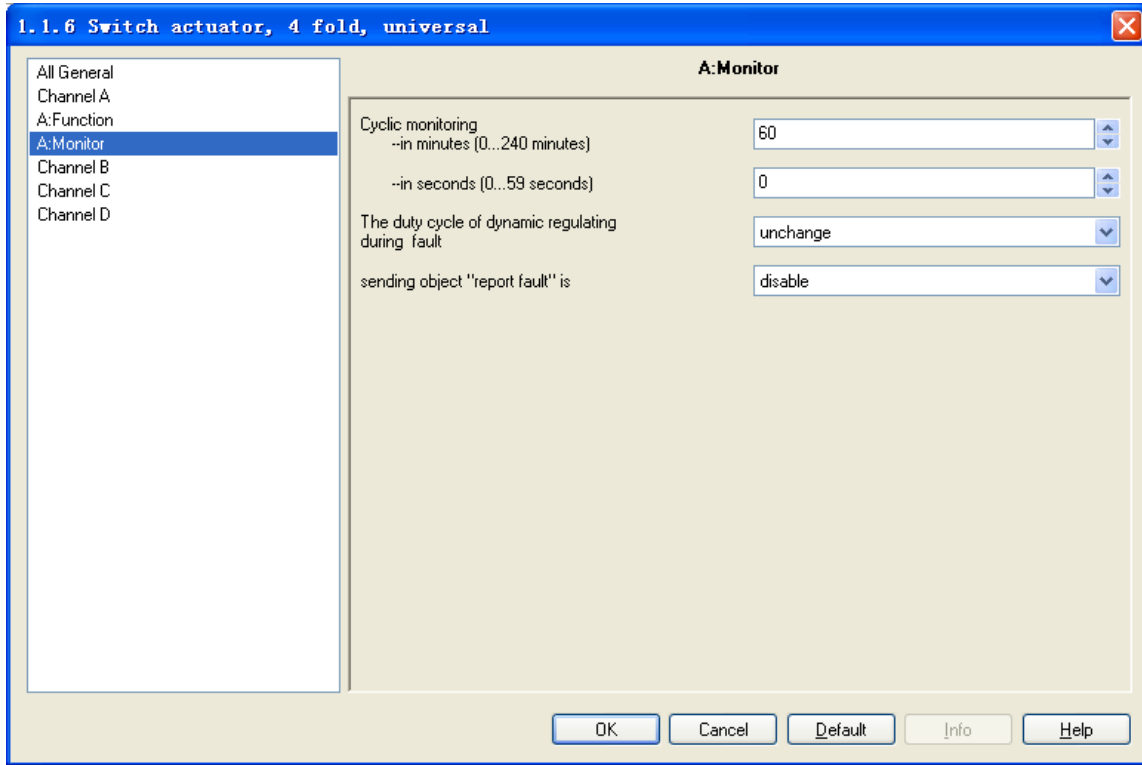 1.1.6 Switch actuator, 4 fold, universal
All General
Channel A
A:Function
A:Monitor
Channel B
Channel C
Channel D
A:Monitor
Cyclic monitoring
--in minutes (0...240 minutes)
60
--in seconds (0...59 seconds)
0
The duty cycle of dynamic regulating
during fault
unchange
sending object "report fault" is
disable
OK
Cancel
Default
Info
Help